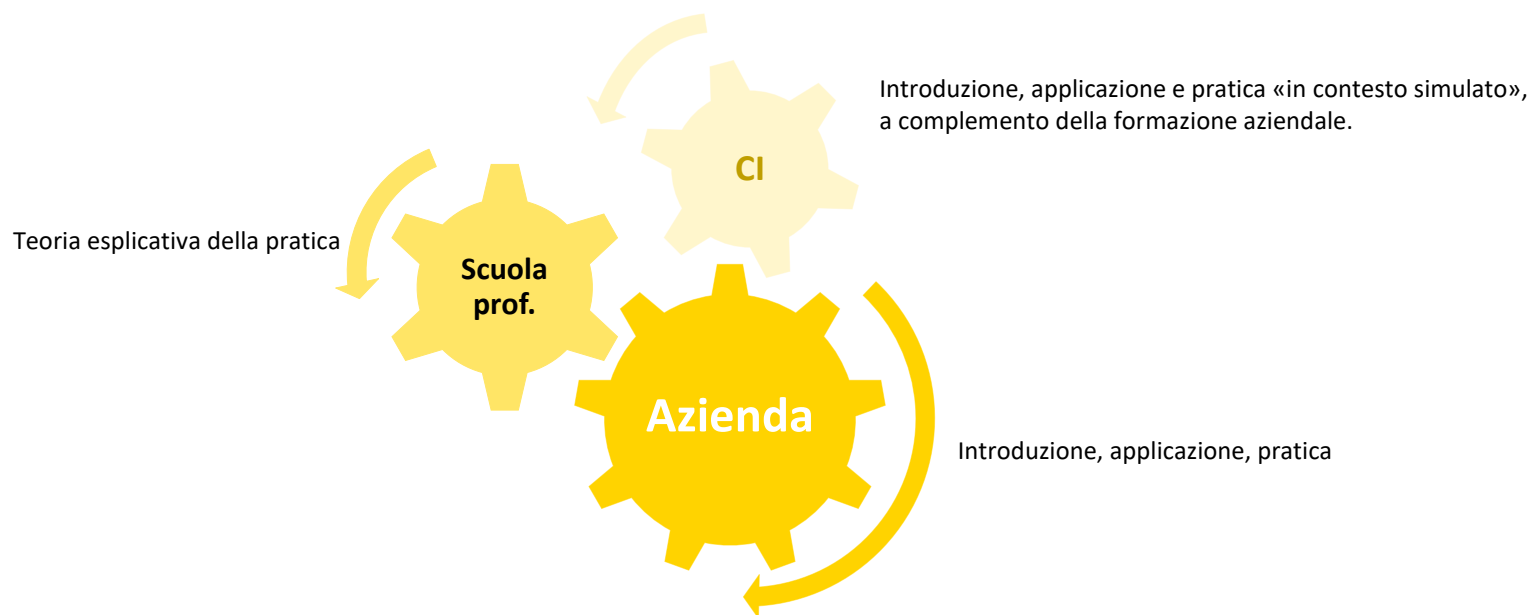 Introduzione, applicazione e pratica «in contesto simulato»,
a complemento della formazione aziendale.
CI
Teoria esplicativa della pratica
Scuola
prof.
Azienda
Introduzione, applicazione, pratica